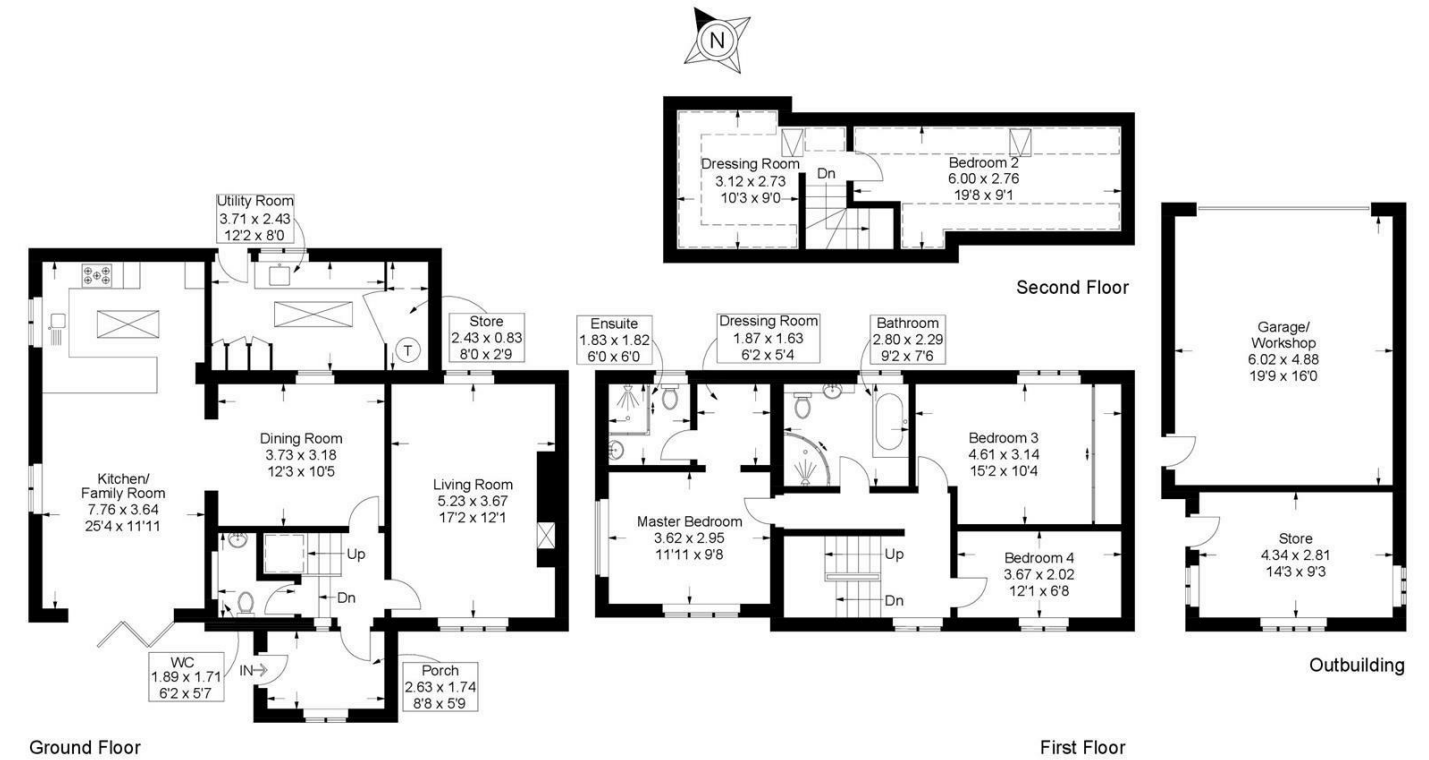 N
Dressing Room
3.12 x 2.73
10'3 x 9'0
Dn
Bedroom 2
6.00 x 2.76
19'8 x 9'1
Second Floor
Utility Room
3.71 x 2.43
12'2 x 8'0
Store
2.43 x 0.83
8'0 x 2'9
T
Dining Room
3.73 x 3.18
12'3 x 10'5
Kitchen/
Family Room
7.76 x 3.64
25'4 x 11'11
Living Room
5.23 x 3.67
17'2 x 12'1
Up
Dn
WC
1.89 x 1.71
6'2 x 5'7
IN
Porch
2.63 x 1.74
8'8 x 5'9
Ground Floor
Ensuite
1.83 x 1.82
6'0 x 6'0
Dressing Room
1.87 x 1.63
6'2 x 5'4
Bathroom
2.80 x 2.29
9'2 x 7'6
Bedroom 3
4.61 x 3.14
15'2 x 10'4
Master Bedroom
3.62 x 2.95
11'11 x 9'8
Up
Dn
Bedroom 4
3.67 x 2.02
12'1 x 6'8
First Floor
Garage/
Workshop
6.02 x 4.88
19'9 x 16'0
Store
4.34 x 2.81
14'3 x 9'3
Outbuilding